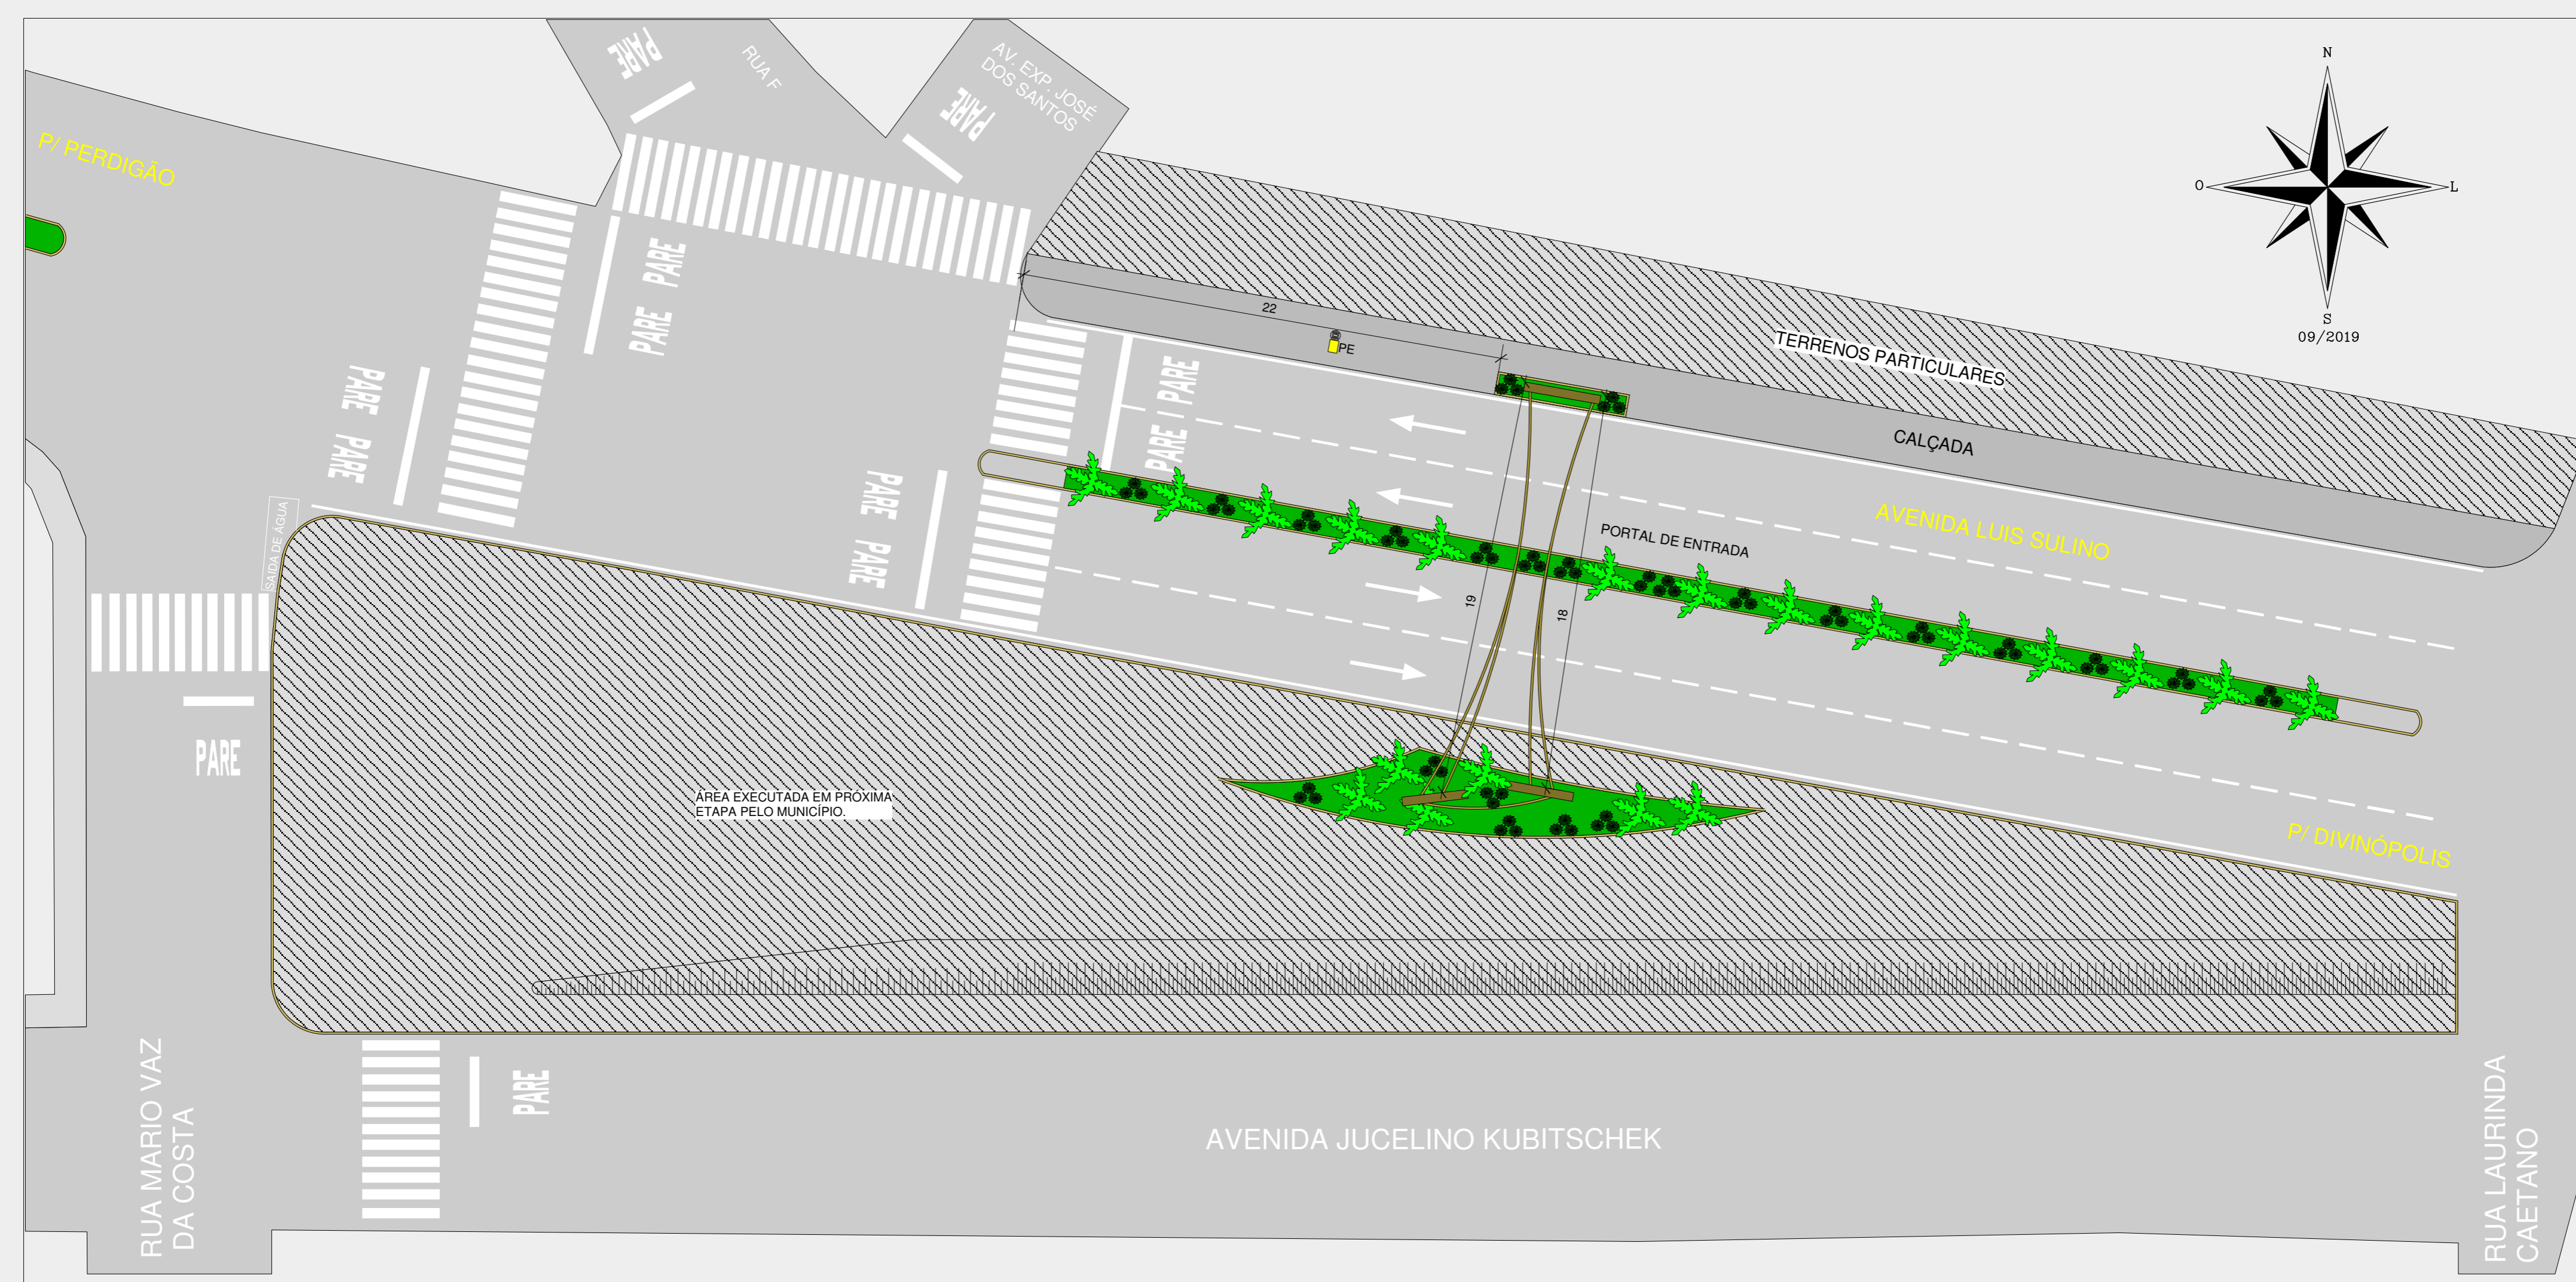 PARE
RUA F
AV. EXP. JOSÉ
DOS SANTOS
PARE
N
O
L
S
09/2019
P/ PERDIGÃO
PARE
PARE
22
PE
TERRENOS PARTICULARES
PARE
PARE
PARE
PARE
CALÇADA
SAIDA DE ÁGUA
PARE
PARE
PORTAL DE ENTRADA
AVENIDA LUIS SULINO
19
18
PARE
ÁREA EXECUTADA EM PRÓXIMA
ETAPA PELO MUNICÍPIO.
P/ DIVINÓPOLIS
PARE
RUA MARIO VAZ
DA COSTA
AVENIDA JUCELINO KUBITSCHEK
RUA LAURINDA
CAETANO